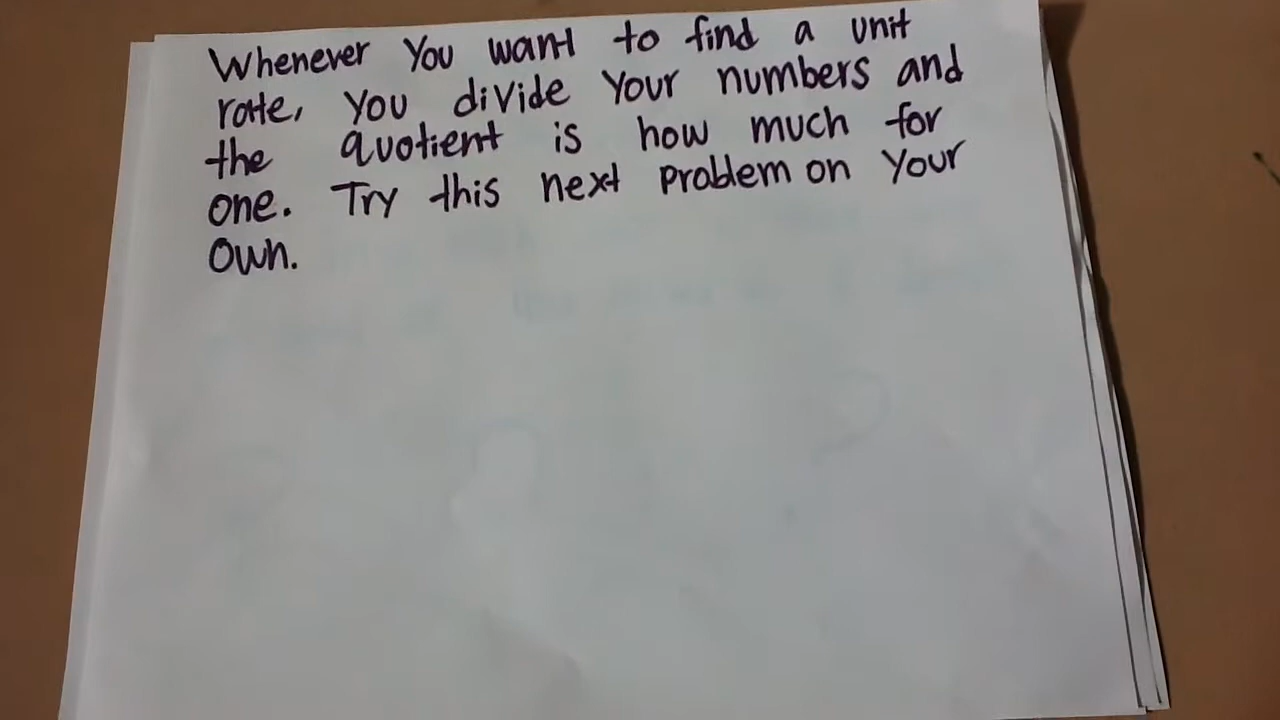 Whenever you want to find a unit
rate, you divide your numbers and
the quotient is how much for
one. Try this next problem on your
own.